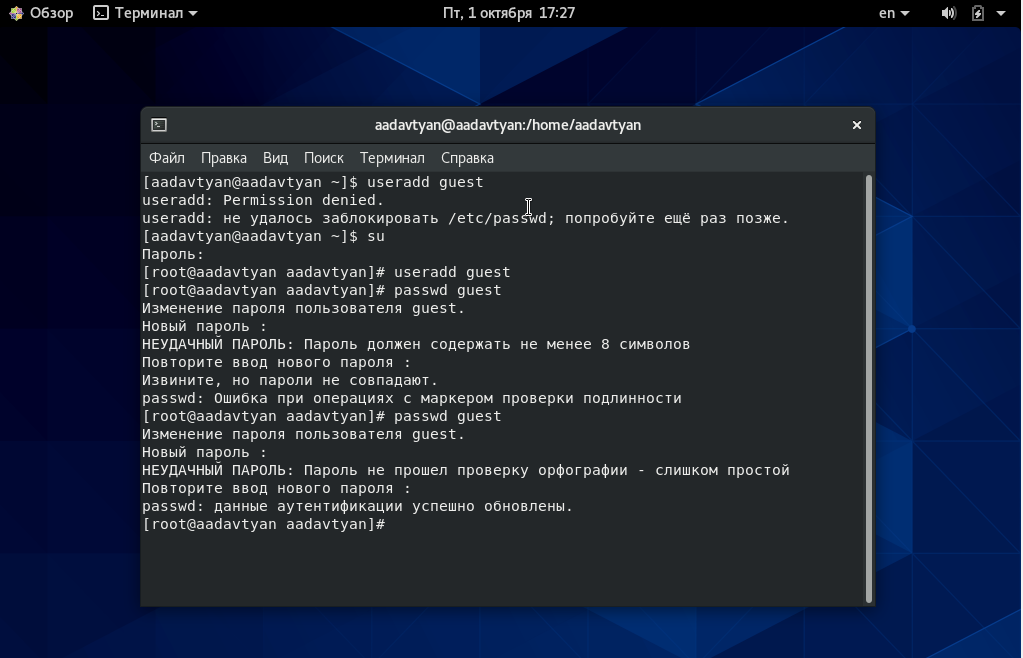 Обзор Терминал Пт, 1 октября 17:27 en
aadavtyan@aadavtyan:/home/aadavtyan
Файл Правка Вид Поиск Терминал Справка
[aadavtyan@aadavtyan ~]$ useradd guest
useradd: Permission denied.
useradd: не удалось заблокировать /etc/passwd; попробуйте ещё раз позже.
[aadavtyan@aadavtyan ~]$ su
Пароль:
[root@aadavtyan aadavtyan]# useradd guest
[root@aadavtyan aadavtyan]# passwd guest
Изменение пароля пользователя guest.
Новый пароль :
НЕУДАЧНЫЙ ПАРОЛЬ: Пароль должен содержать не менее 8 символов
Повторите ввод нового пароля :
Извините, но пароли не совпадают.
passwd: Ошибка при операциях с маркером проверки подлинности
[root@aadavtyan aadavtyan]# passwd guest
Изменение пароля пользователя guest.
Новый пароль :
НЕУДАЧНЫЙ ПАРОЛЬ: Пароль не прошел проверку орфографии - слишком простой
Повторите ввод нового пароля :
passwd: данные аутентификации успешно обновлены.
[root@aadavtyan aadavtyan]#